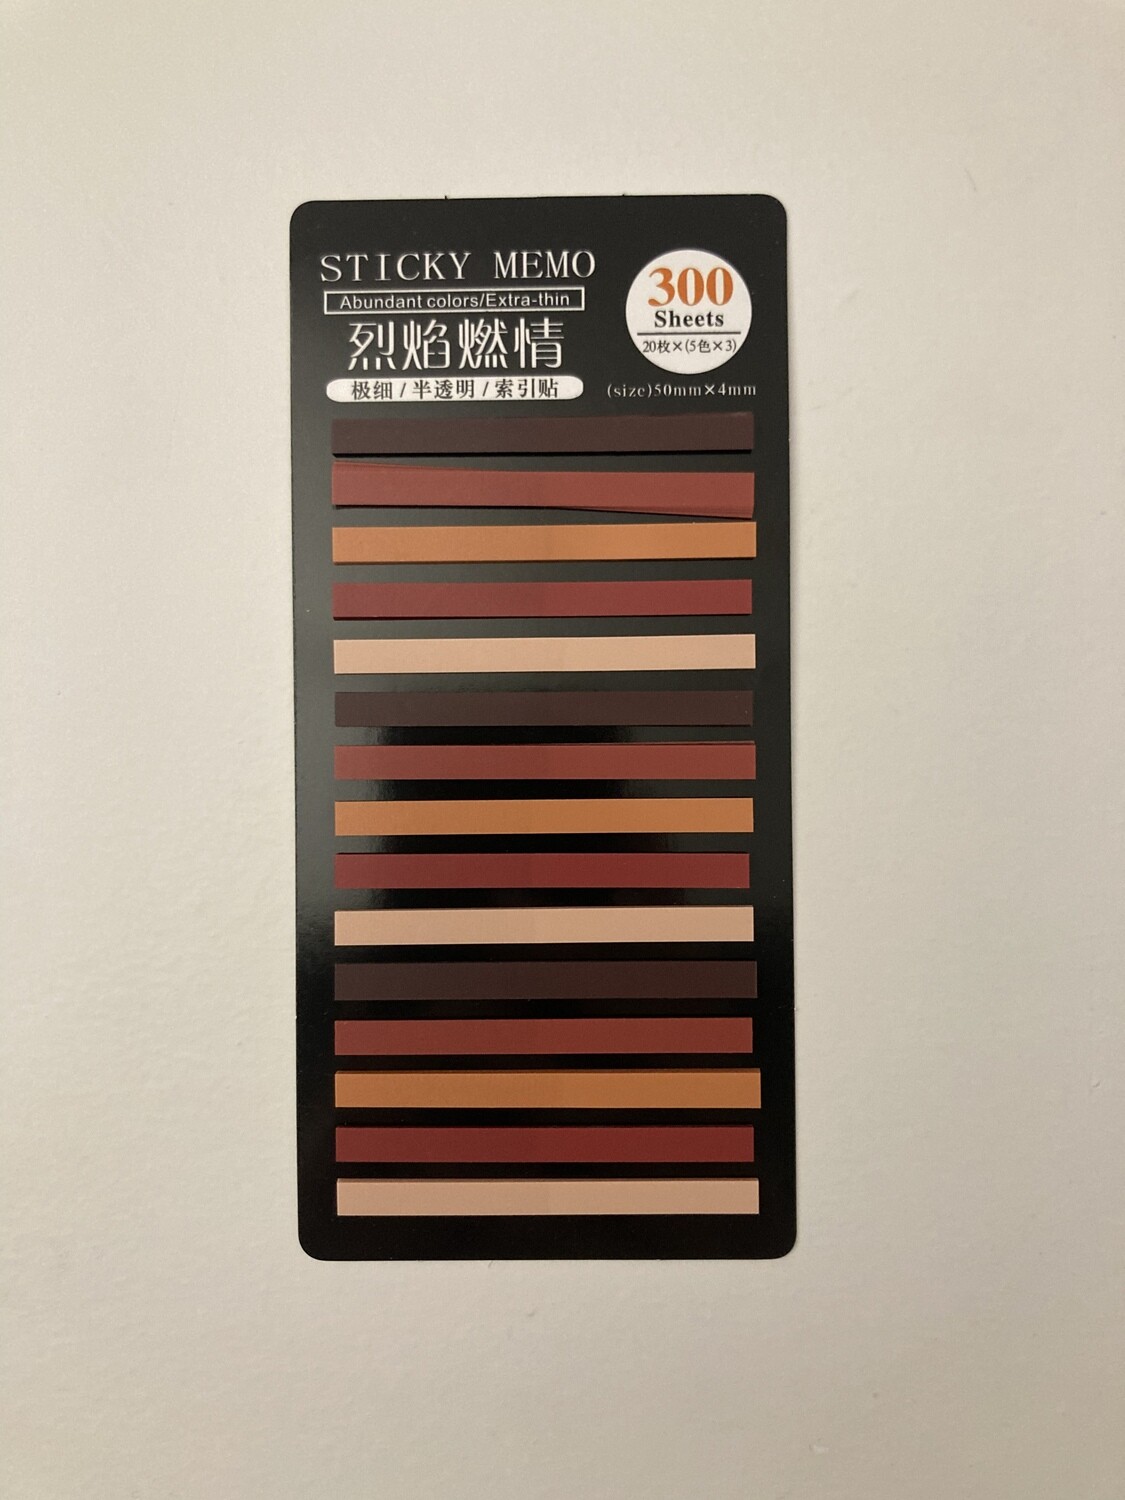 STICKY MEMO
Abundant colors/Extra-thin
烈焰燃情
极细/半透明/索引贴
300
Sheets
20枚×(5色×3)
(size)50mm×4mm